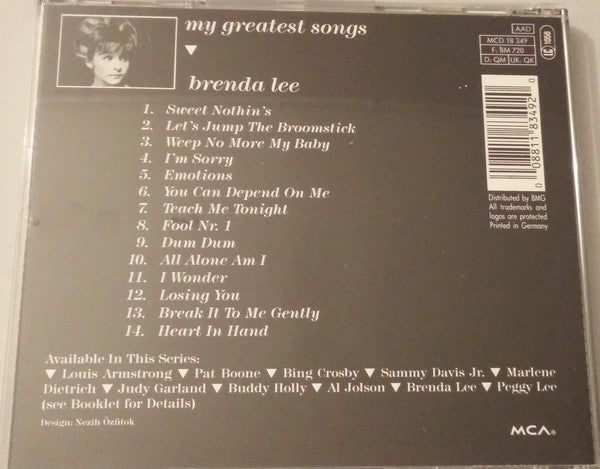 my greatest songs
▼
brenda lee
AAD
MCD 18 349
F: BM 720
D: QM UK: QK
LC 1056
1. Sweet Nothin's
2. Let's Jump The Broomstick
3. Weep No More My Baby
4. I'm Sorry
5. Emotions
6. You Can Depend On Me
7. Teach Me Tonight
8. Fool Nr. 1
9. Dum Dum
10. All Alone Am I
11. I Wonder
12. Losing You
13. Break It To Me Gently
14. Heart In Hand
0 08811 83492 0
Distributed by BMG
All trademarks and
logos are protected
Printed in Germany
Available In This Series:
▼ Louis Armstrong ▼ Pat Boone ▼ Bing Crosby ▼ Sammy Davis Jr. ▼ Marlene
Dietrich ▼ Judy Garland ▼ Buddy Holly ▼ Al Jolson ▼ Brenda Lee ▼ Peggy Lee
(see Booklet for Details)
Design: Nezih Özütok
MCA®